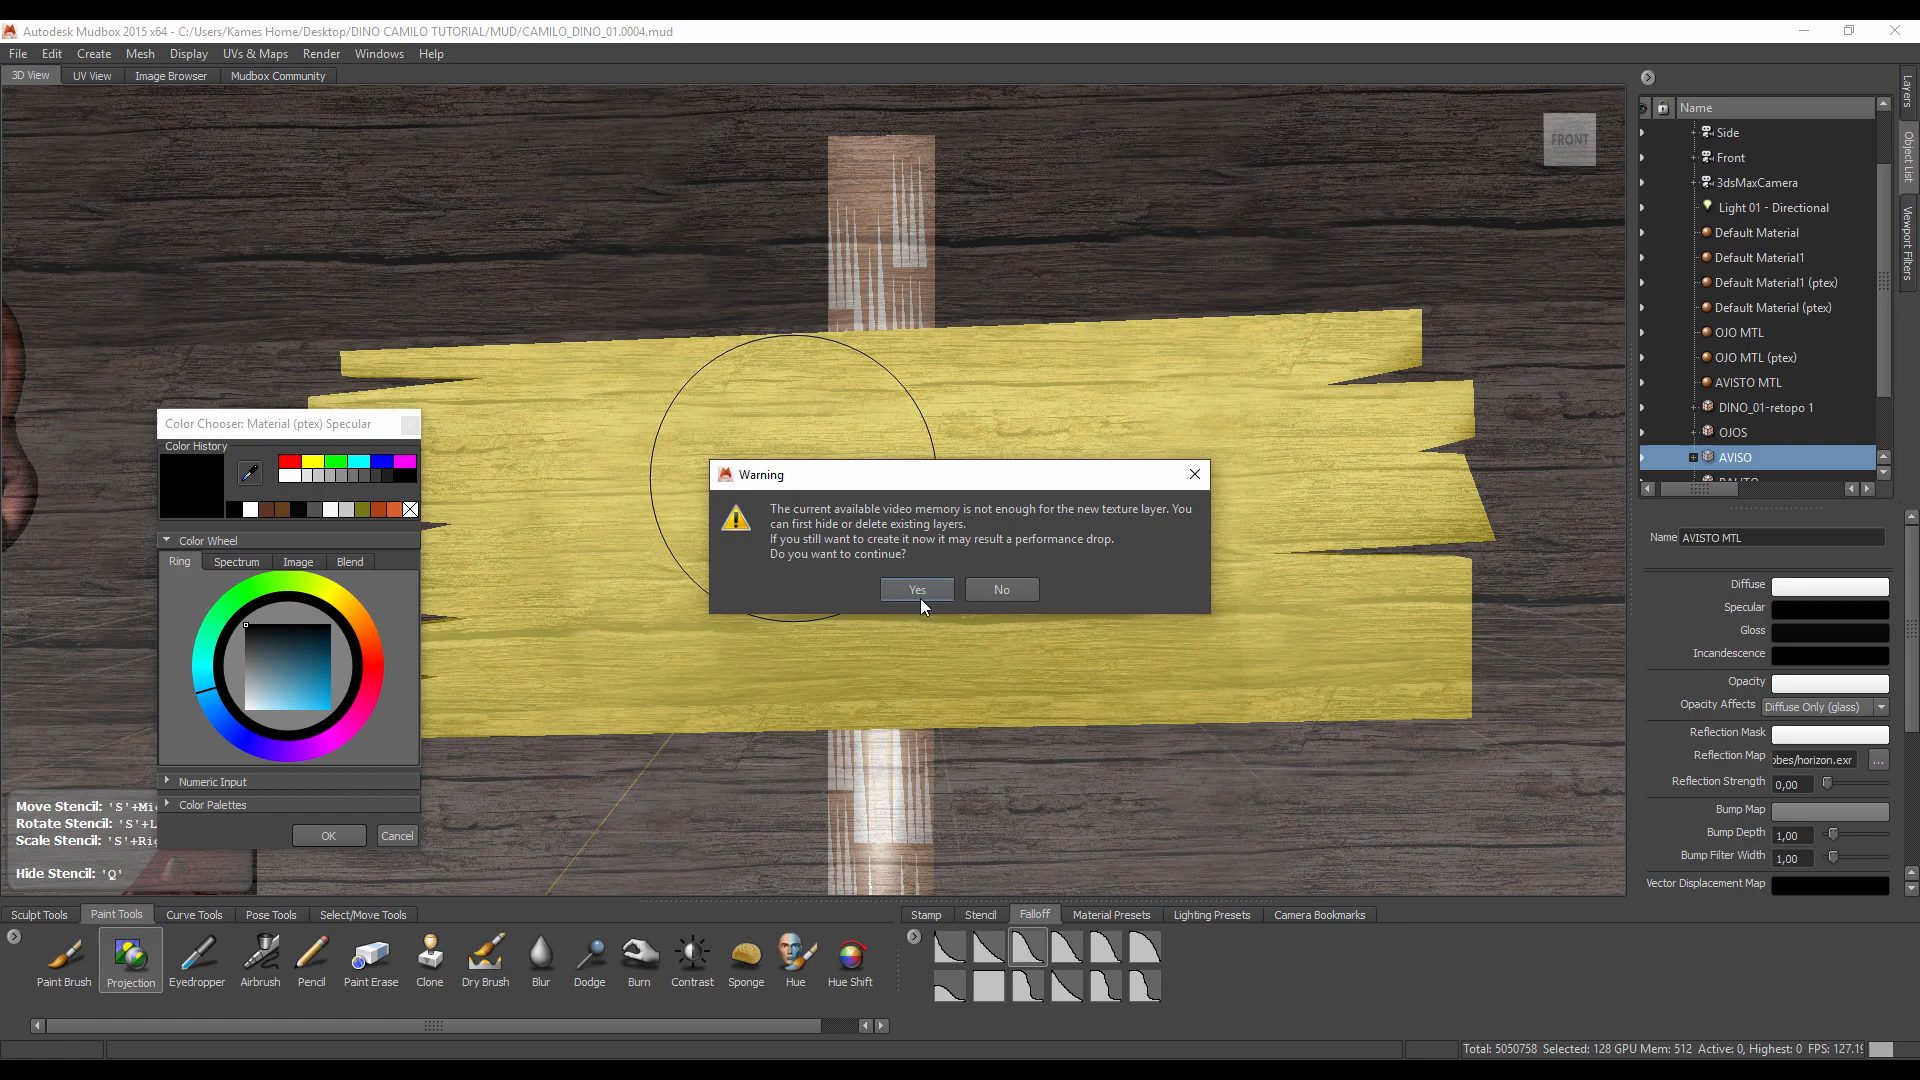 Autodesk Mudbox 2015 x64 - C:/Users/Kames Home/Desktop/DINO CAMILO TUTORIAL/MUD/CAMILO_DINO_01.0004.mud
File Edit Create Mesh Display UVs & Maps Render Windows Help
3D View UV View Image Browser Mudbox Community
FRONT
Name
Side
Front
3dsMaxCamera
Light 01 - Directional
Default Material
Default Material1
Default Material1 (ptex)
Default Material (ptex)
OJO MTL
OJO MTL (ptex)
AVISTO MTL
DINO_01-retopo 1
OJOS
AVISO
Layers
Object List
Viewport Filters
Color Chooser: Material (ptex) Specular
Color History
Color Wheel
Ring Spectrum Image Blend
Numeric Input
Color Palettes
OK Cancel
Warning
The current available video memory is not enough for the new texture layer. You
can first hide or delete existing layers.
If you still want to create it now it may result a performance drop.
Do you want to continue?
Yes No
Name AVISTO MTL
Diffuse
Specular
Gloss
Incandescence
Opacity
Opacity Affects Diffuse Only (glass)
Reflection Mask
Reflection Map obes/horizon.exr ...
Reflection Strength 0,00
Bump Map
Bump Depth 1,00
Bump Filter Width 1,00
Vector Displacement Map
Move Stencil: 'S'+Mi
Rotate Stencil: 'S'+L
Scale Stencil: 'S'+Rig
Hide Stencil: 'Q'
Sculpt Tools Paint Tools Curve Tools Pose Tools Select/Move Tools
Paint Brush Projection Eyedropper Airbrush Pencil Paint Erase Clone Dry Brush Blur Dodge Burn Contrast Sponge Hue Hue Shift
Stamp Stencil Falloff Material Presets Lighting Presets Camera Bookmarks
Total: 5050758 Selected: 128 GPU Mem: 512 Active: 0, Highest: 0 FPS: 127.19